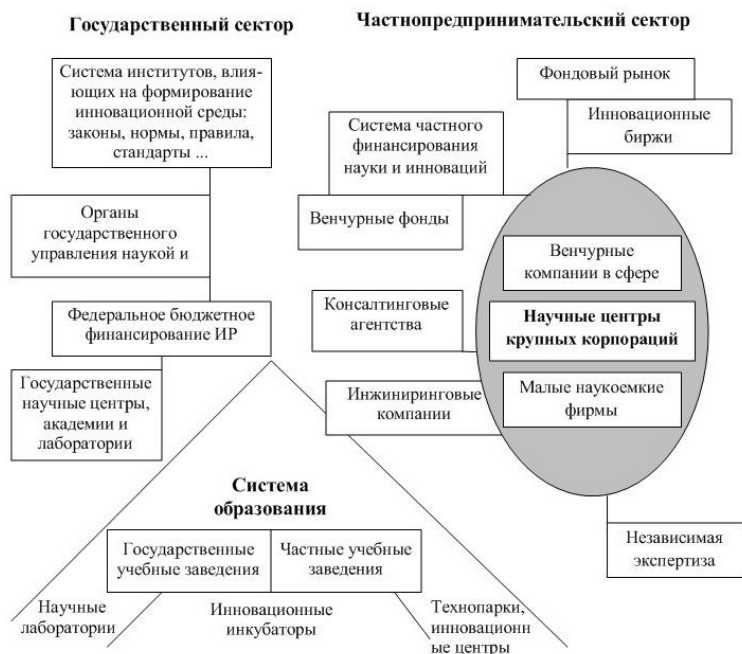 Государственный сектор
Частнопредпринимательский сектор
Система институтов, влия-
ющих на формирование
инновационной среды:
законы, нормы, правила,
стандарты ...
Органы
государственного
управления наукой и
Федеральное бюджетное
финансирование ИР
Государственные
научные центры,
академии и
лаборатории
Фондовый рынок
Инновационные
биржи
Система частного
финансирования
науки и инноваций
Венчурные фонды
Венчурные
компании в сфере
Консалтинговые
агентства
Научные центры
крупных корпораций
Инжиниринговые
компании
Малые наукоемкие
фирмы
Независимая
экспертиза
Система
образования
Государственные
учебные заведения
Частные учебные
заведения
Научные
лаборатории
Инновационные
инкубаторы
Технопарки,
инновационн
ые центры